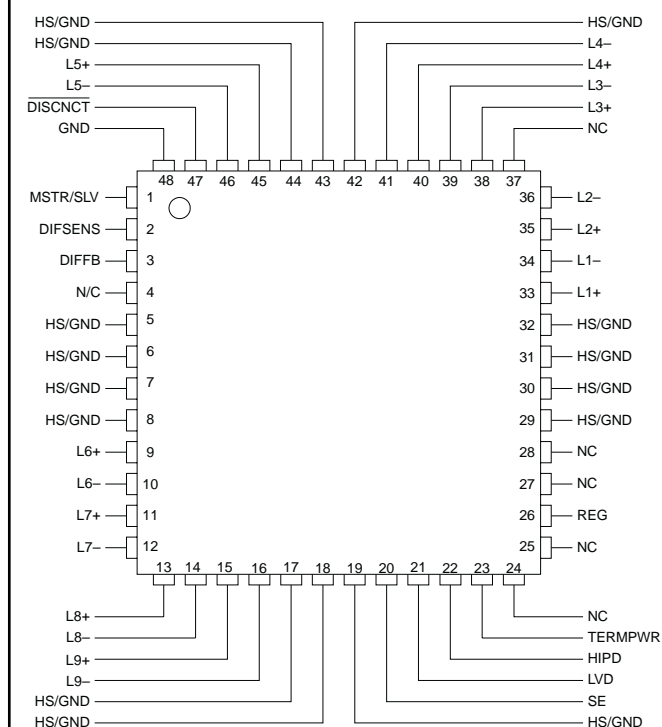 HS/GND
HS/GND
L5+
L5–
DISCNCT
GND
HS/GND
L4–
L4+
L3–
L3+
NC
48 47 46 45 44 43 42 41 40 39 38 37
MSTR/SLV 1 36 L2–
DIFSENS 2 35 L2+
DIFFB 3 34 L1–
N/C 4 33 L1+
HS/GND 5 32 HS/GND
HS/GND 6 31 HS/GND
HS/GND 7 30 HS/GND
HS/GND 8 29 HS/GND
L6+ 9 28 NC
L6– 10 27 NC
L7+ 11 26 REG
L7– 12 25 NC
13 14 15 16 17 18 19 20 21 22 23 24
L8+
L8–
L9+
L9–
HS/GND
HS/GND
NC
TERMPWR
HIPD
LVD
SE
HS/GND